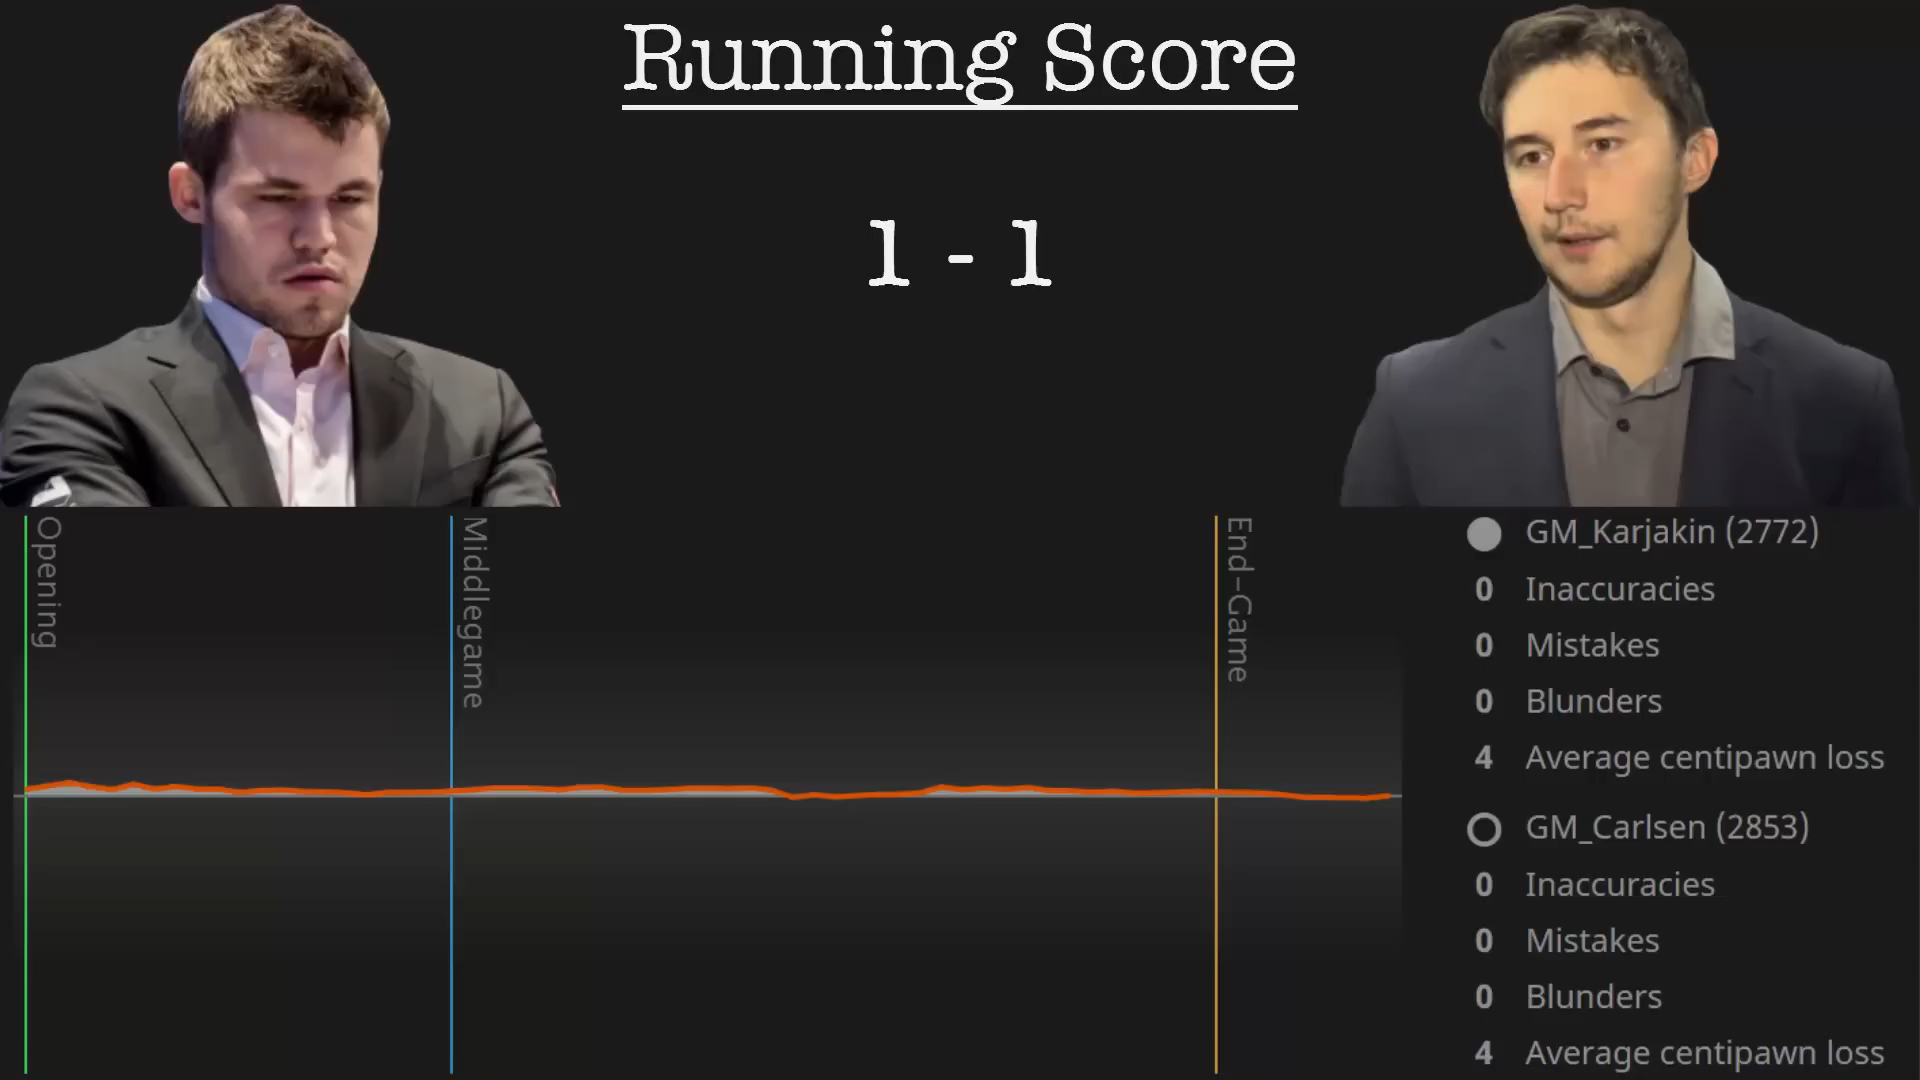 Running Score
1 - 1
Opening
Middlegame
End-Game
GM_Karjakin (2772)
0 Inaccuracies
0 Mistakes
0 Blunders
4 Average centipawn loss
GM_Carlsen (2853)
0 Inaccuracies
0 Mistakes
0 Blunders
4 Average centipawn loss